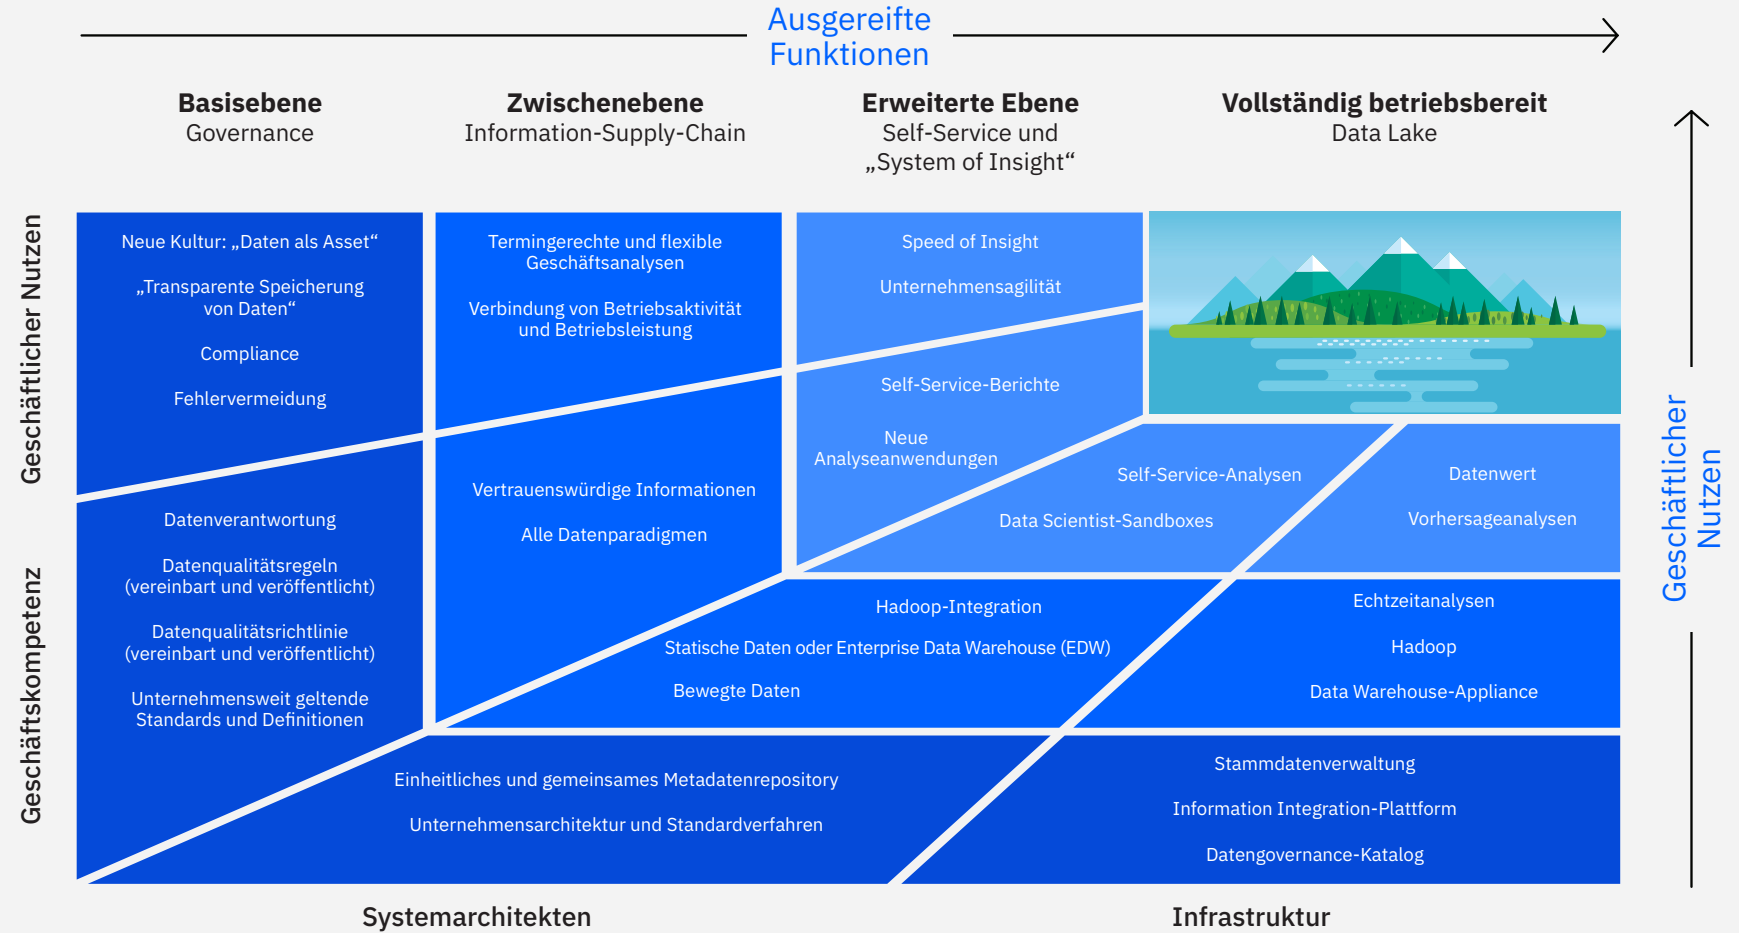 Ausgereifte
Funktionen
Basisebene
Governance
Zwischenebene
Information-Supply-Chain
Erweiterte Ebene
Self-Service und
„System of Insight“
Vollständig betriebsbereit
Data Lake
Geschäftlicher Nutzen
Neue Kultur: „Daten als Asset“
„Transparente Speicherung
von Daten“
Compliance
Fehlervermeidung
Termingerechte und flexible
Geschäftsanalysen
Verbindung von Betriebsaktivität
und Betriebsleistung
Speed of Insight
Unternehmensagilität
Geschäftskompetenz
Datenverantwortung
Datenqualitätsregeln
(vereinbart und veröffentlicht)
Datenqualitätsrichtlinie
(vereinbart und veröffentlicht)
Unternehmensweit geltende
Standards und Definitionen
Vertrauenswürdige Informationen
Alle Datenparadigmen
Self-Service-Berichte
Neue
Analyseanwendungen
Self-Service-Analysen
Data Scientist-Sandboxes
Datenwert
Vorhersageanalysen
Hadoop-Integration
Statische Daten oder Enterprise Data Warehouse (EDW)
Bewegte Daten
Echtzeitanalysen
Hadoop
Data Warehouse-Appliance
Einheitliches und gemeinsames Metadatenrepository
Unternehmensarchitektur und Standardverfahren
Stammdatenverwaltung
Information Integration-Plattform
Datengovernance-Katalog
Geschäftlicher
Nutzen
Systemarchitekten
Infrastruktur